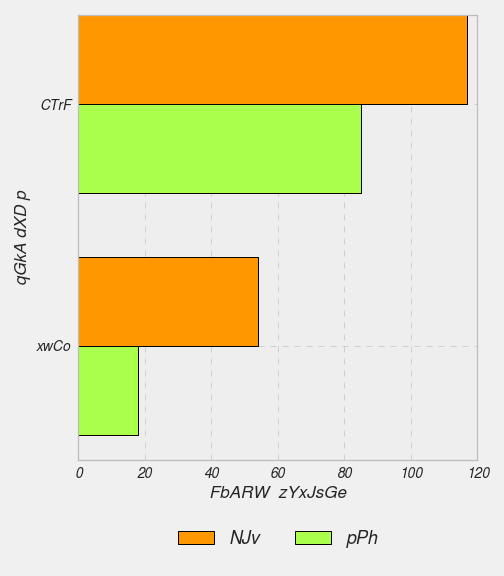 CTrF
qGkA dXD p
xwCo
0 20 40 60 80 100 120
FbARW  zYxJsGe
NJv pPh